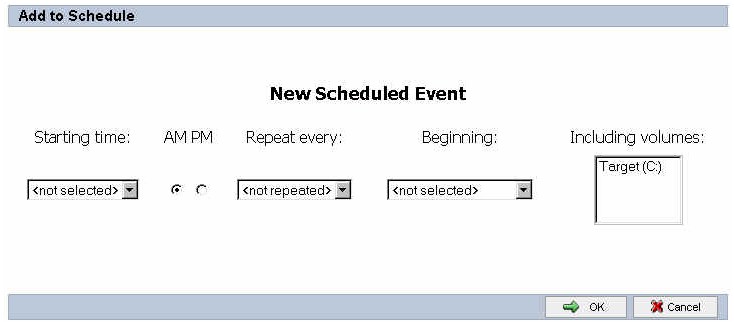 Add to Schedule
New Scheduled Event
Starting time: AM PM Repeat every: Beginning: Including volumes:
Target (C:)
<not selected> <not repeated> <not selected>
OK Cancel